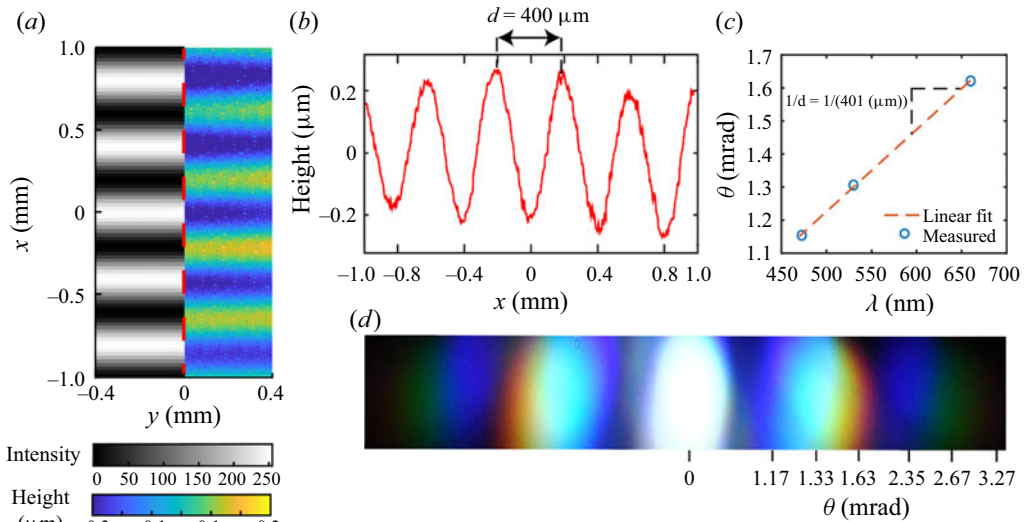 (a)
1.0
0.5
x (mm)
0
–0.5
–1.0
–0.4
0
0.4
y (mm)
Intensity
0
50
100
150
200
250
Height
(b)
d = 400 μm
Height (μm)
0.2
0
–0.2
–1.0
–0.8
–0.4
0
0.4
0.8
1.0
x (mm)
(c)
θ (mrad)
1.7
1.6
1.5
1.4
1.3
1.2
1.1
1/d = 1/(401 (μm))
Linear fit
Measured
450
500
550
600
650
700
λ (nm)
(d)
0
1.17
1.33
1.63
2.35
2.67
3.27
θ (mrad)